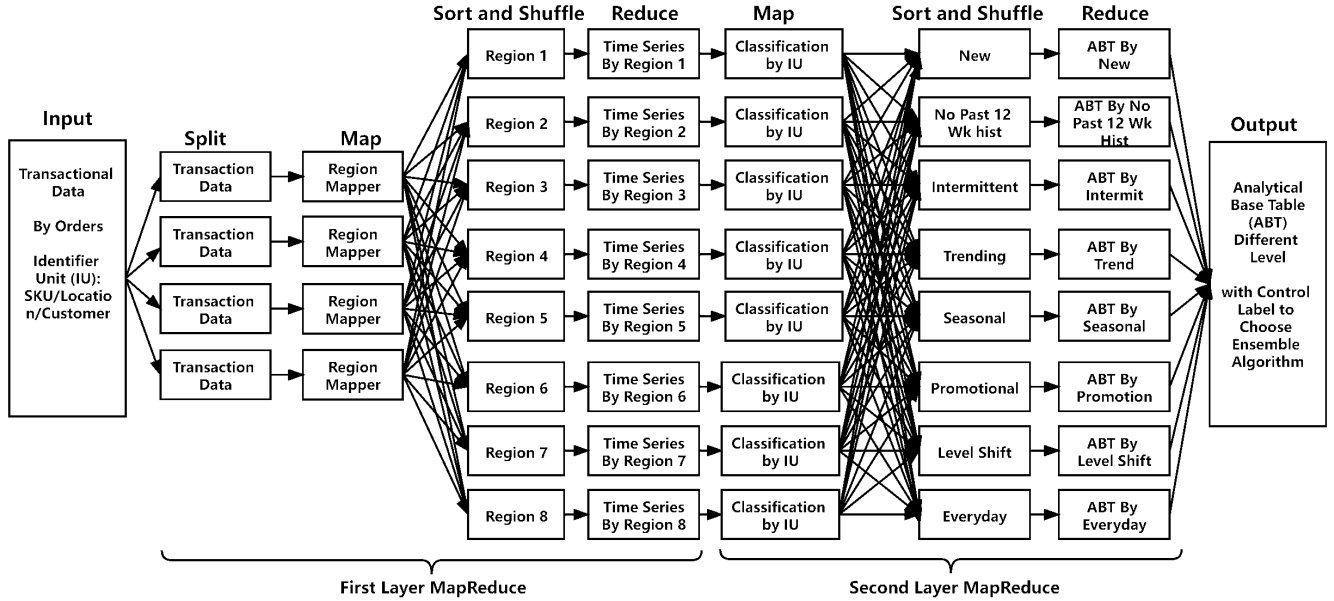 Sort and Shuffle
Reduce
Map
Sort and Shuffle
Reduce
Input
Transactional
Data
By Orders
Identifier
Unit (IU):
SKU/Locatio
n/Customer
Split
Transaction
Data
Transaction
Data
Transaction
Data
Transaction
Data
Map
Region
Mapper
Region
Mapper
Region
Mapper
Region
Mapper
Region 1
Region 2
Region 3
Region 4
Region 5
Region 6
Region 7
Region 8
Time Series
By Region 1
Time Series
By Region 2
Time Series
By Region 3
Time Series
By Region 4
Time Series
By Region 5
Time Series
By Region 6
Time Series
By Region 7
Time Series
By Region 8
Classification
by IU
Classification
by IU
Classification
by IU
Classification
by IU
Classification
by IU
Classification
by IU
Classification
by IU
Classification
by IU
New
No Past 12
Wk hist
Intermittent
Trending
Seasonal
Promotional
Level Shift
Everyday
ABT By
New
ABT By No
Past 12 Wk
Hist
ABT By
Intermit
ABT By
Trend
ABT By
Seasonal
ABT By
Promotion
ABT By
Level Shift
ABT By
Everyday
Output
Analytical
Base Table
(ABT)
Different
Level
with Control
Label to
Choose
Ensemble
Algorithm
First Layer MapReduce
Second Layer MapReduce